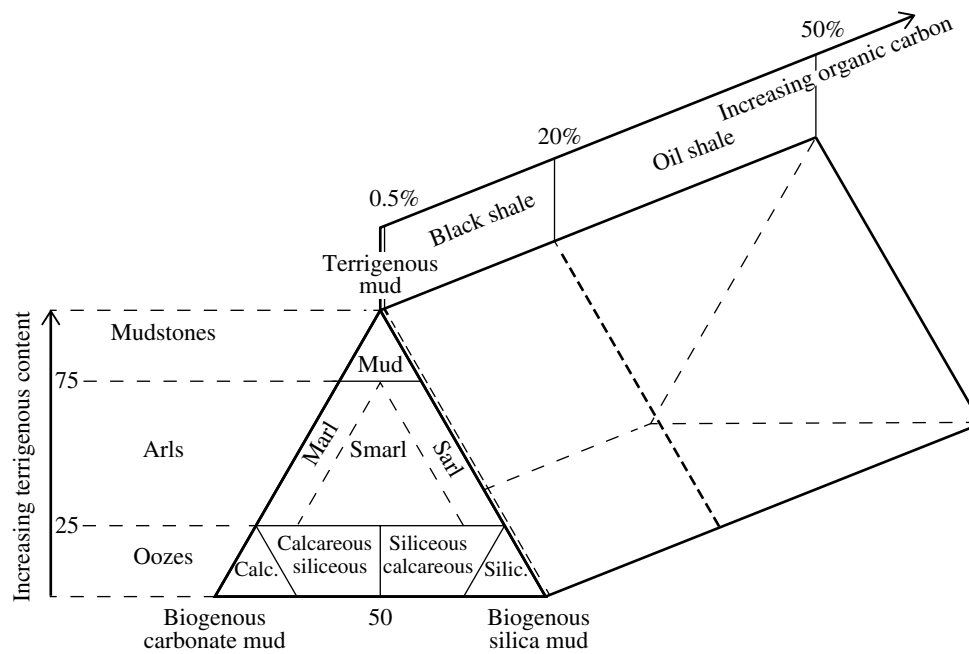 50%
Increasing organic carbon
20%
Oil shale
0.5%
Black shale
Terrigenous
mud
Increasing terrigenous content
Mudstones
Mud
75
Arls
Marl
Smarl
Sarl
25
Oozes
Calcareous
siliceous
Siliceous
calcareous
Calc.
Silic.
Biogenous
carbonate mud
50
Biogenous
silica mud